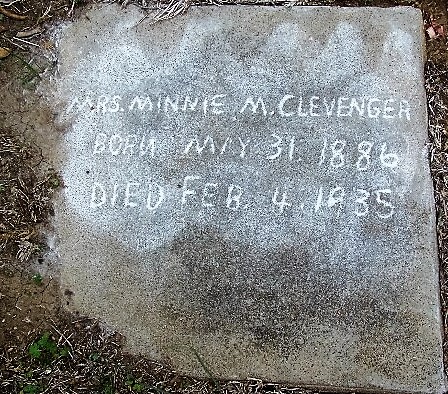 MRS. MINNIE M. CLEVENGER
BORN MAY 31. 1886
DIED FEB. 4. 1935